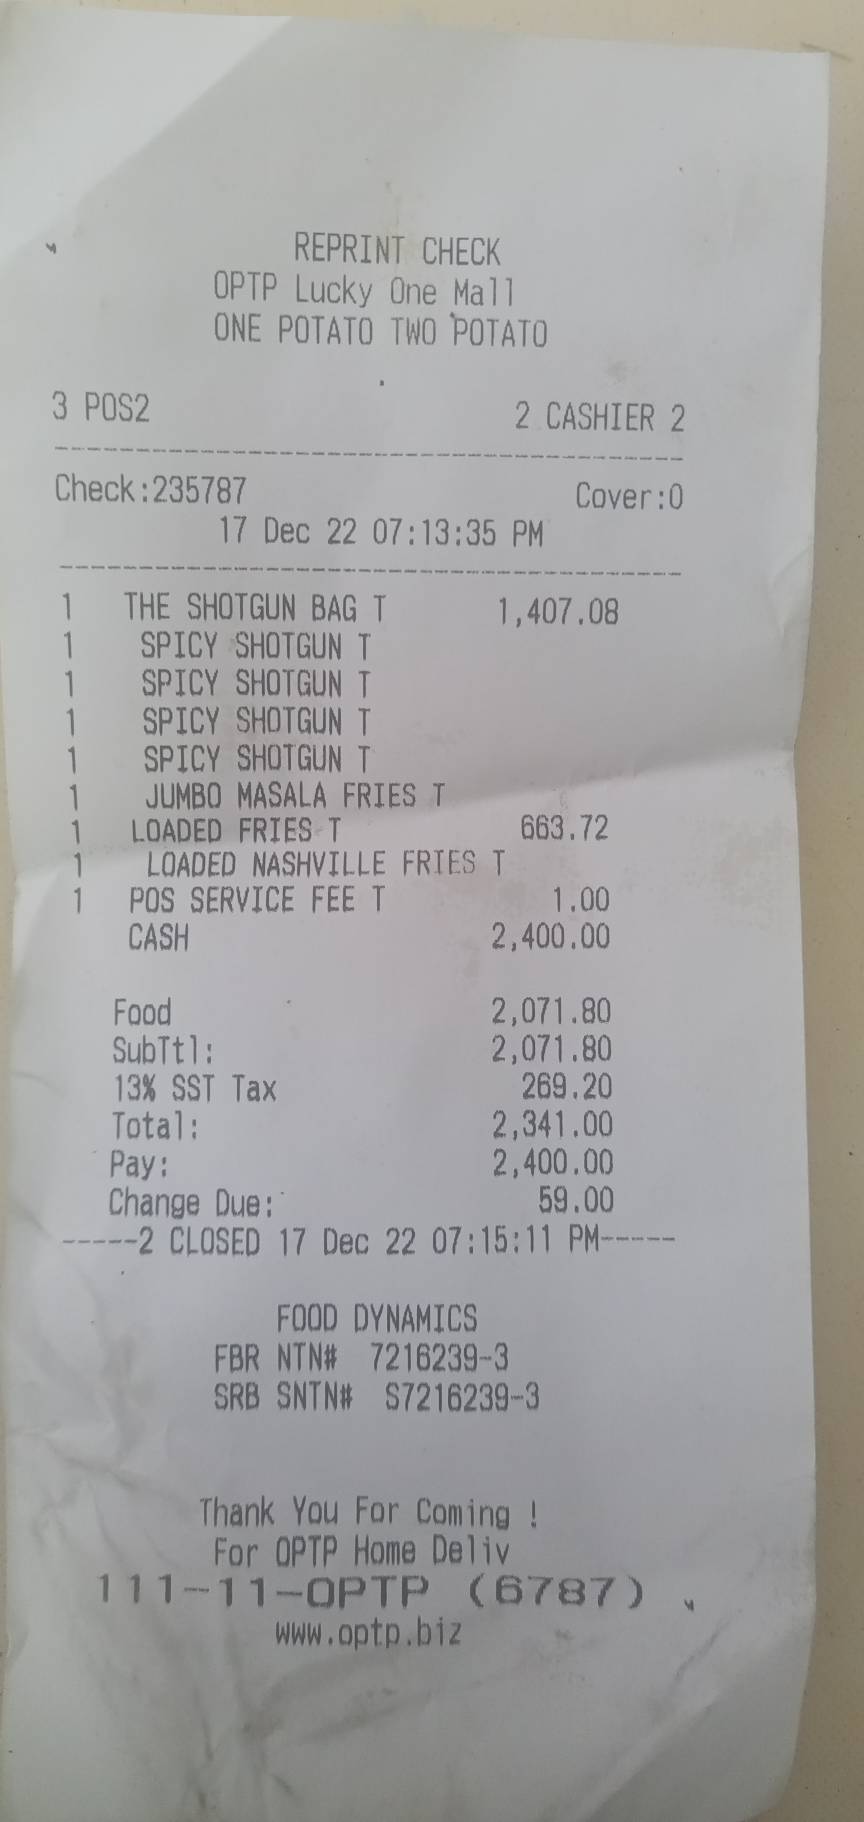 REPRINT CHECK
OPTP Lucky One Mall
ONE POTATO TWO POTATO
3 POS2 2 CASHIER 2
Check:235787 Cover:0
17 Dec 22 07:13:35 PM
1 THE SHOTGUN BAG T 1,407.08
1 SPICY SHOTGUN T
1 SPICY SHOTGUN T
1 SPICY SHOTGUN T
1 SPICY SHOTGUN T
1 JUMBO MASALA FRIES T
1 LOADED FRIES T 663.72
1 LOADED NASHVILLE FRIES T
1 POS SERVICE FEE T 1.00
CASH 2,400.00
Food 2,071.80
SubTtl: 2,071.80
13% SST Tax 269.20
Total: 2,341.00
Pay: 2,400.00
Change Due: 59.00
-----2 CLOSED 17 Dec 22 07:15:11 PM-----
FOOD DYNAMICS
FBR NTN# 7216239-3
SRB SNTN# S7216239-3
Thank You For Coming !
For OPTP Home Deliv
111-11-OPTP (6787)
www.optp.biz